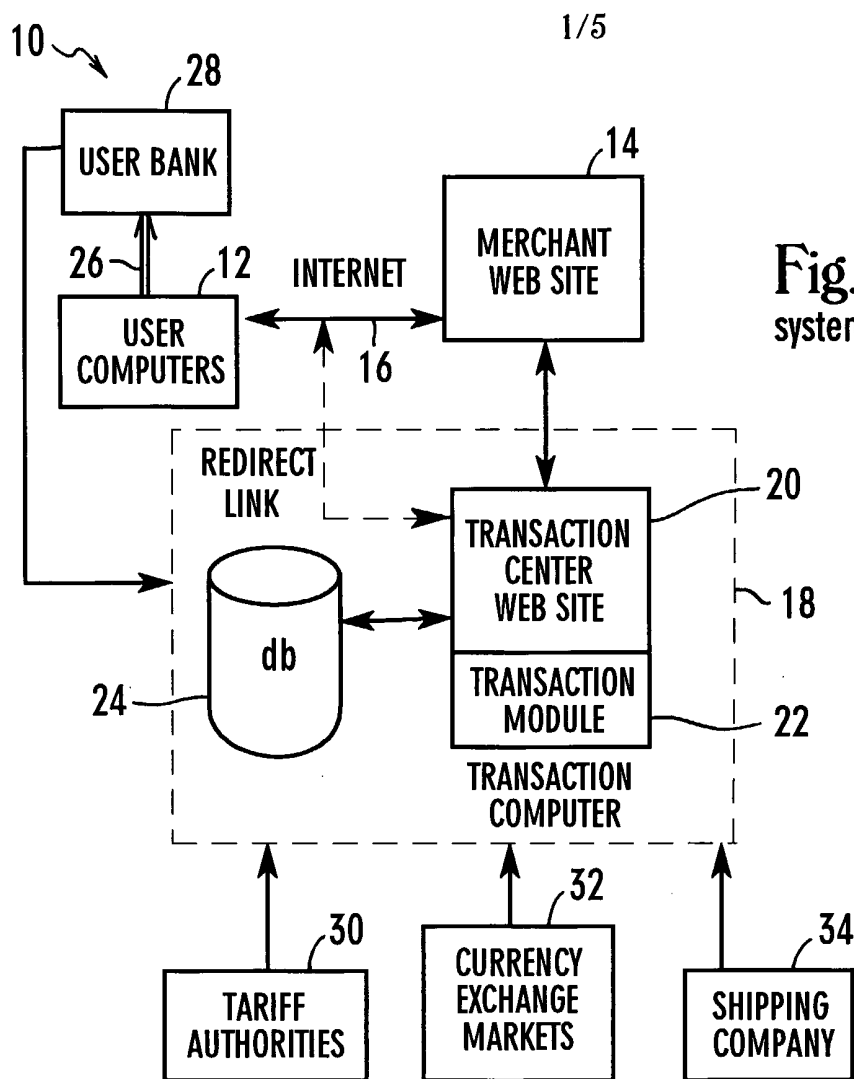 1/5
10
28
USER BANK
14
MERCHANT
WEB SITE
26
12
INTERNET
USER
COMPUTERS
16
Fig.
system
REDIRECT
LINK
20
TRANSACTION
CENTER
WEB SITE
18
db
24
TRANSACTION
MODULE
22
TRANSACTION
COMPUTER
30
TARIFF
AUTHORITIES
32
CURRENCY
EXCHANGE
MARKETS
34
SHIPPING
COMPANY